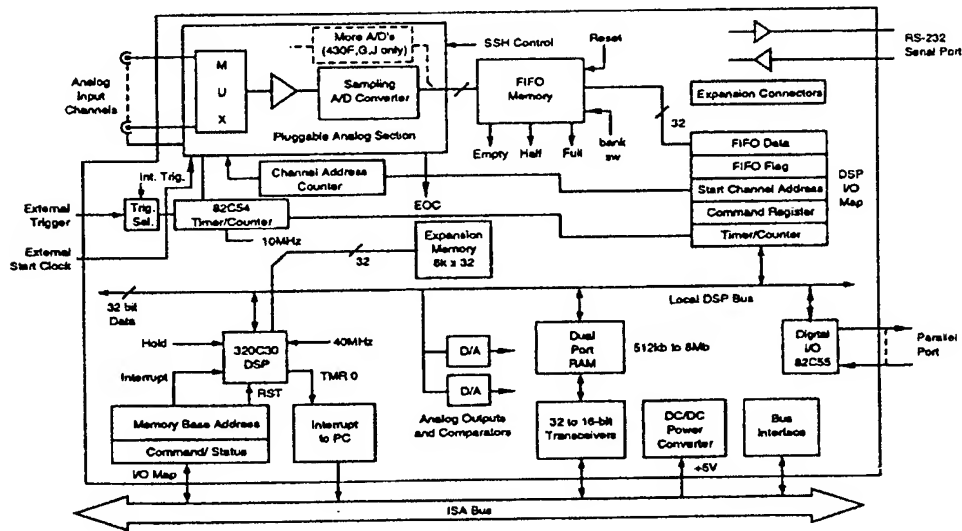 More A/D's
(430F,G,J only)
SSH Control
Reset
RS-232
Serial Port
Analog
Input
Channels
M
U
X
Sampling
A/D Converter
FIFO
Memory
Expansion Connectors
Pluggable Analog Section
32
Empty
Half
Full
bank
sw
FIFO Data
FIFO Flag
Start Channel Address
Command Register
Timer/Counter
DSP
I/O
Map
Int. Trig.
Channel Address
Counter
EOC
External
Trigger
Trig.
Sel.
82C54
Timer/Counter
External
Start Clock
10MHz
32
Expansion
Memory
8k x 32
32 bit
Data
Local DSP Bus
Hold
320C30
DSP
40MHz
Interrupt
RST
TMR 0
D/A
D/A
Analog Outputs
and Comparators
Dual
Port
RAM
512kb to 8Mb
Digital
I/O
82C55
Parallel
Port
Memory Base Address
Command/ Status
I/O Map
Interrupt
to PC
32 to 16-bit
Transceivers
DC/DC
Power
Converter
+5V
Bus
Interface
ISA Bus